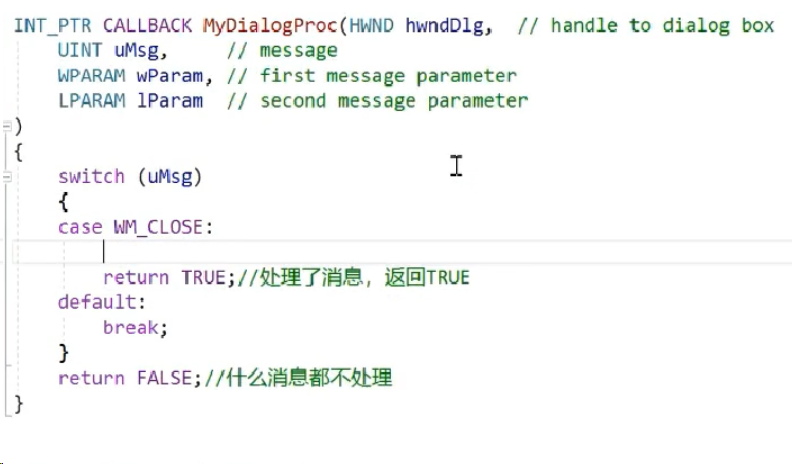 INT_PTR CALLBACK MyDialogProc(HWND hwndDlg,  // handle to dialog box
    UINT uMsg,     // message
    WPARAM wParam, // first message parameter
    LPARAM lParam  // second message parameter
)
{
    switch (uMsg)
    {
    case WM_CLOSE:
        return TRUE;//处理了消息，返回TRUE
    default:
        break;
    }
    return FALSE;//什么消息都不处理
}